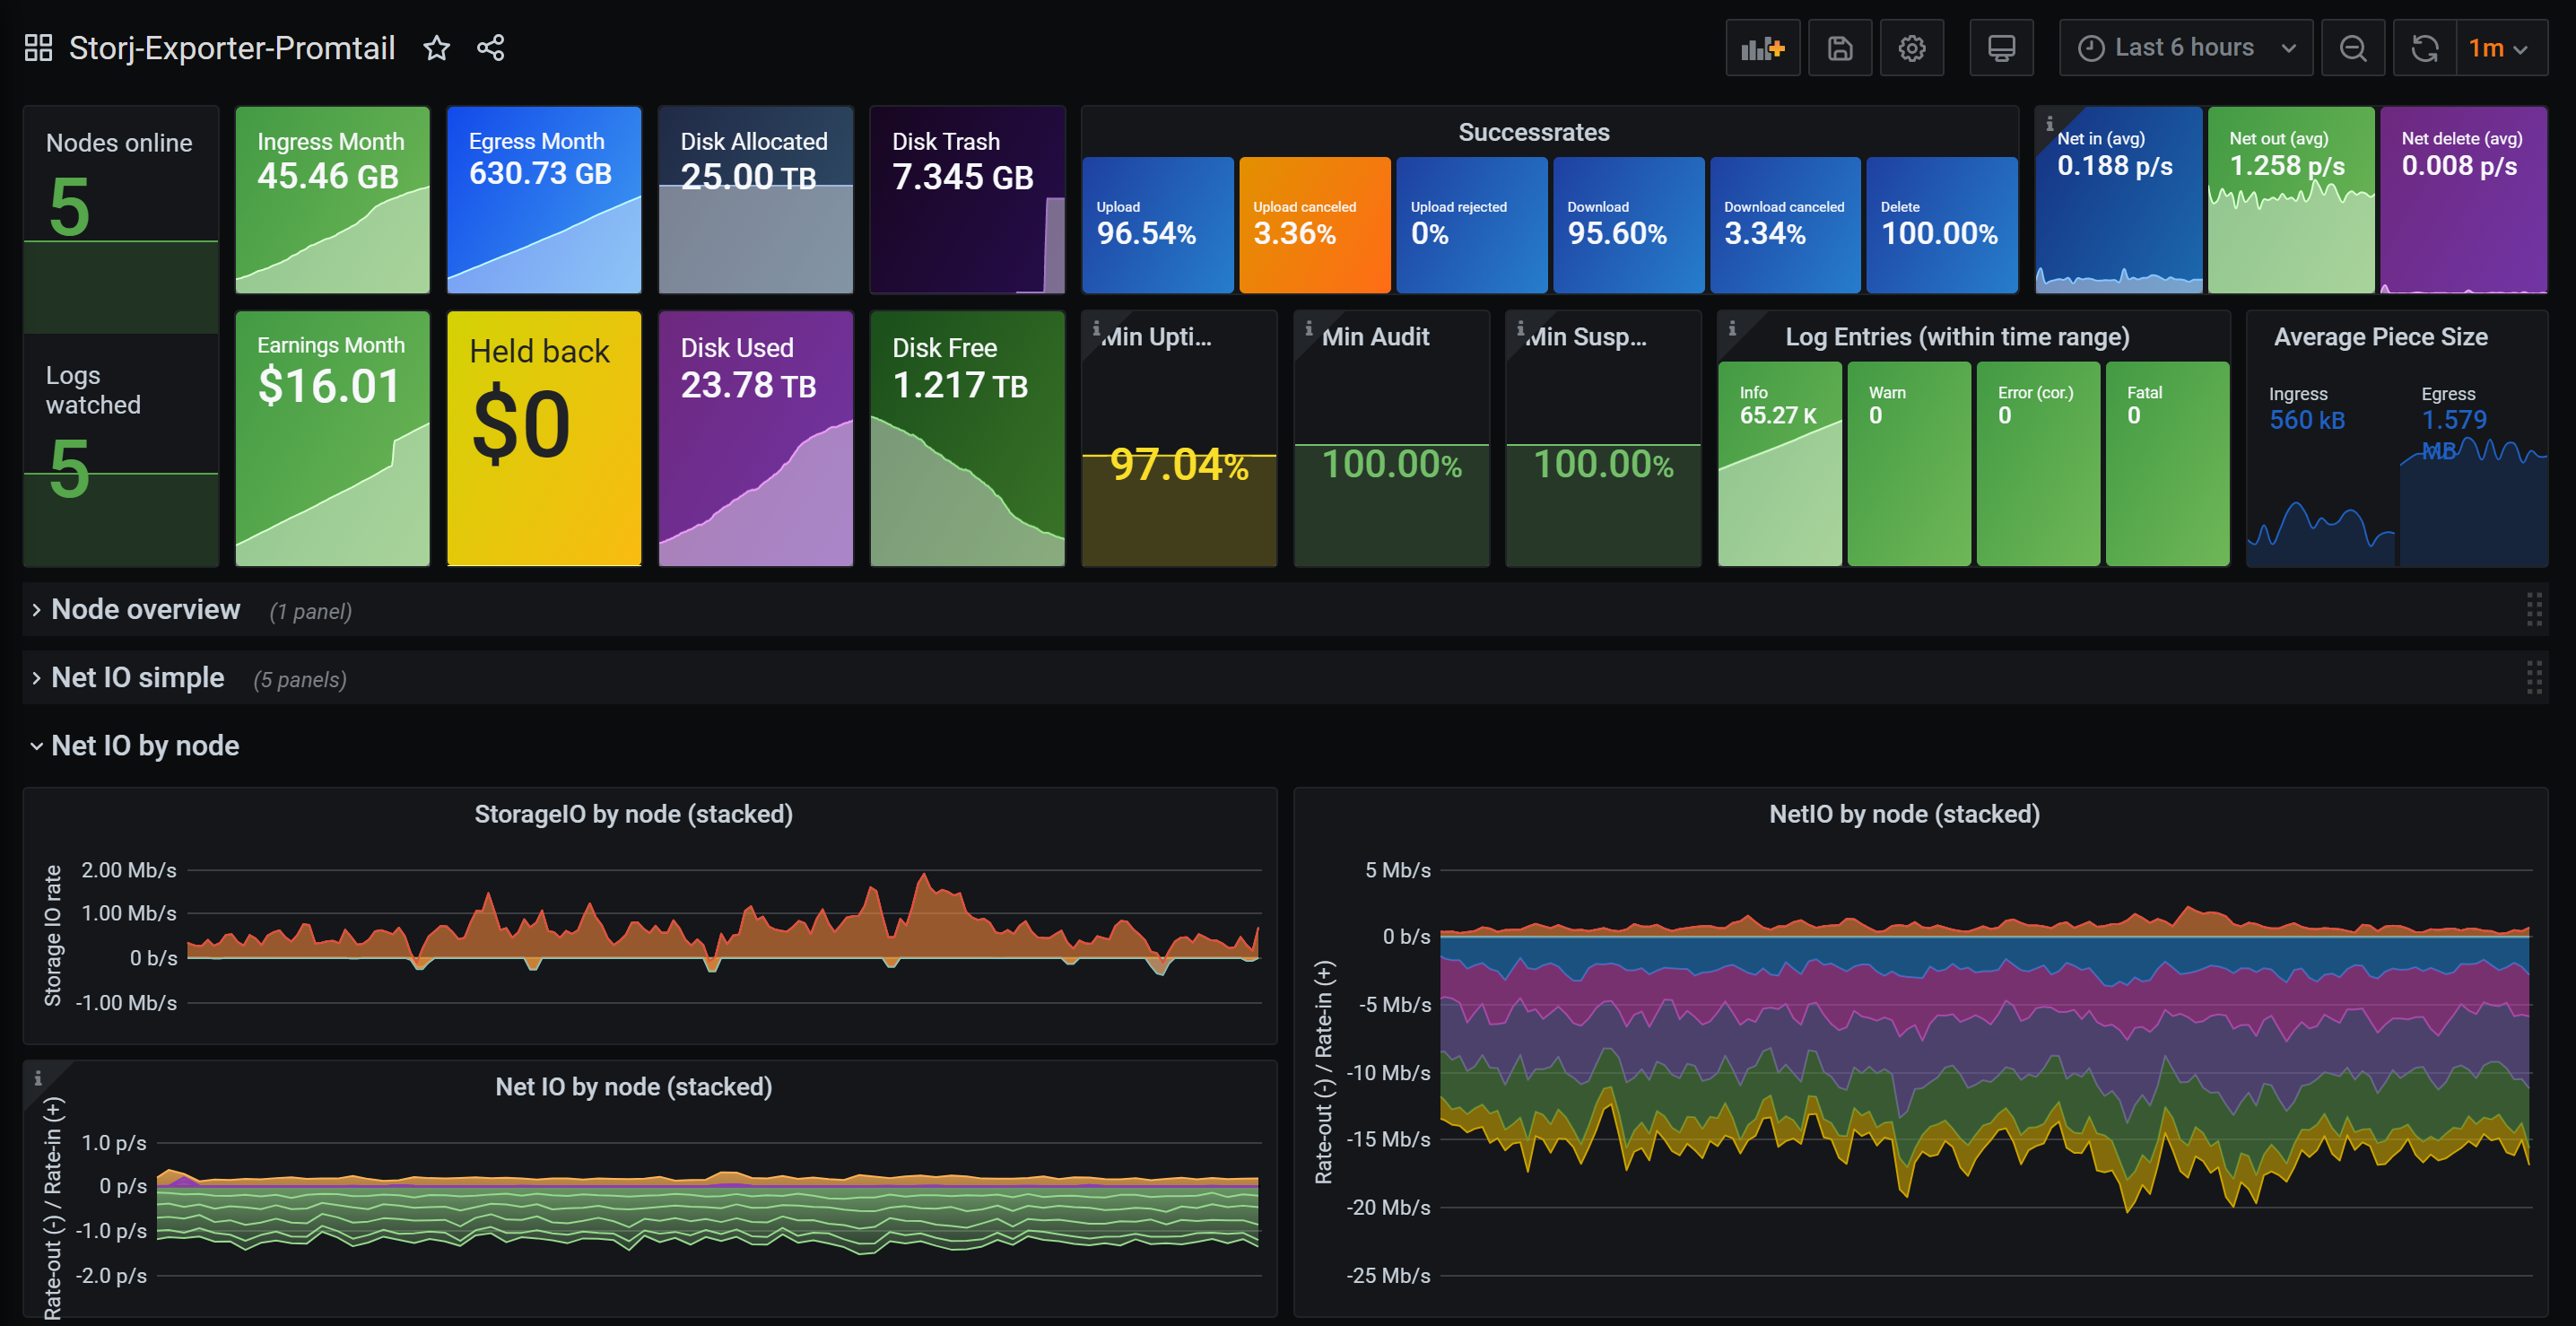 Storj-Exporter-Promtail
Last 6 hours
1m
Nodes online
5
Logs
watched
5
Ingress Month
45.46 GB
Egress Month
630.73 GB
Disk Allocated
25.00 TB
Disk Trash
7.345 GB
Successrates
Upload
96.54%
Upload canceled
3.36%
Upload rejected
0%
Download
95.60%
Download canceled
3.34%
Delete
100.00%
Net in (avg)
0.188 p/s
Net out (avg)
1.258 p/s
Net delete (avg)
0.008 p/s
Earnings Month
$16.01
Held back
$0
Disk Used
23.78 TB
Disk Free
1.217 TB
Min Upti...
97.04%
Min Audit
100.00%
Min Susp...
100.00%
Log Entries (within time range)
Info
65.27 K
Warn
0
Error (cor.)
0
Fatal
0
Average Piece Size
Ingress
560 kB
Egress
1.579
MB
Node overview (1 panel)
Net IO simple (5 panels)
Net IO by node
StorageIO by node (stacked)
Storage IO rate
2.00 Mb/s
1.00 Mb/s
0 b/s
-1.00 Mb/s
Net IO by node (stacked)
Rate-out (-) / Rate-in (+)
1.0 p/s
0 p/s
-1.0 p/s
-2.0 p/s
NetIO by node (stacked)
Rate-out (-) / Rate-in (+)
5 Mb/s
0 b/s
-5 Mb/s
-10 Mb/s
-15 Mb/s
-20 Mb/s
-25 Mb/s